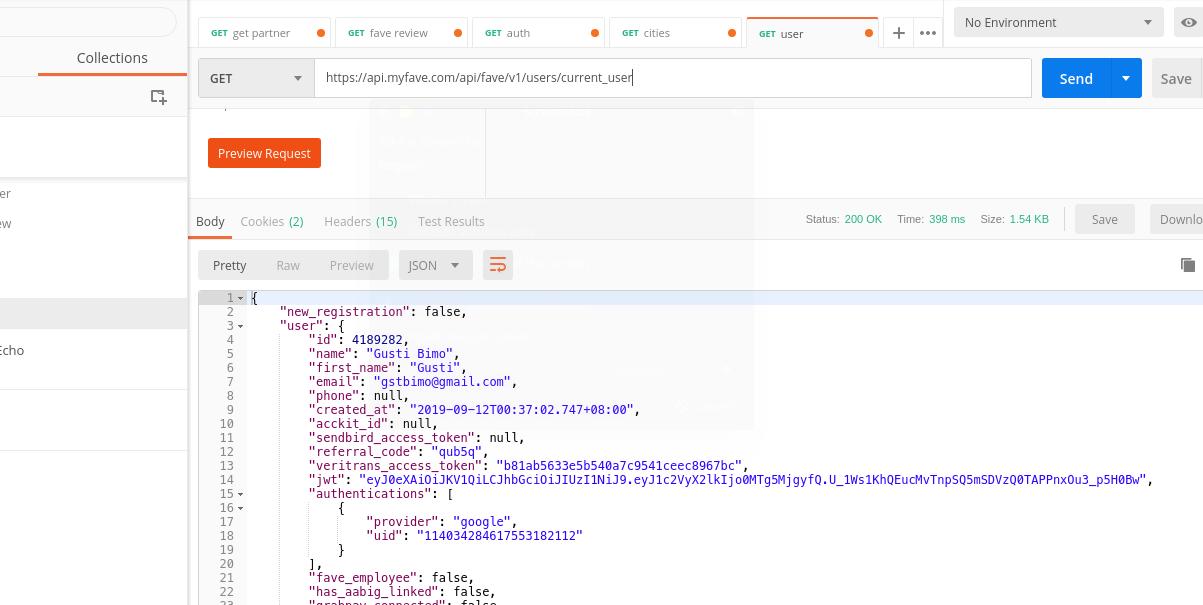 GET get partner GET fave review GET auth GET cities GET user No Environment
Collections
GET https://api.myfave.com/api/fave/v1/users/current_user Send Save
Preview Request
er
ew
Echo
Body Cookies (2) Headers (15) Test Results Status: 200 OK Time: 398 ms Size: 1.54 KB Save Downlo
Pretty Raw Preview JSON
1 {
2 "new_registration": false,
3 "user": {
4 "id": 4189282,
5 "name": "Gusti Bimo",
6 "first_name": "Gusti",
7 "email": "gstbimo@gmail.com",
8 "phone": null,
9 "created_at": "2019-09-12T00:37:02.747+08:00",
10 "acckit_id": null,
11 "sendbird_access_token": null,
12 "referral_code": "qub5q",
13 "veritrans_access_token": "b81ab5633e5b540a7c9541ceec8967bc",
14 "jwt": "eyJ0eXAiOiJKV1QiLCJhbGciOiJIUzI1NiJ9.eyJ1c2VyX2lkIjo0MTg5MjgyfQ.U_1Ws1KhQEucMvTnpSQ5mSDVzQ0TAPPnxOu3_p5H0Bw",
15 "authentications": [
16 {
17 "provider": "google",
18 "uid": "114034284617553182112"
19 }
20 ],
21 "fave_employee": false,
22 "has_aabig_linked": false,
23 "grabpay_connected": false